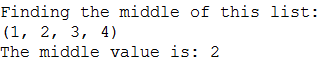 Finding the middle of this list:
(1, 2, 3, 4)
The middle value is: 2